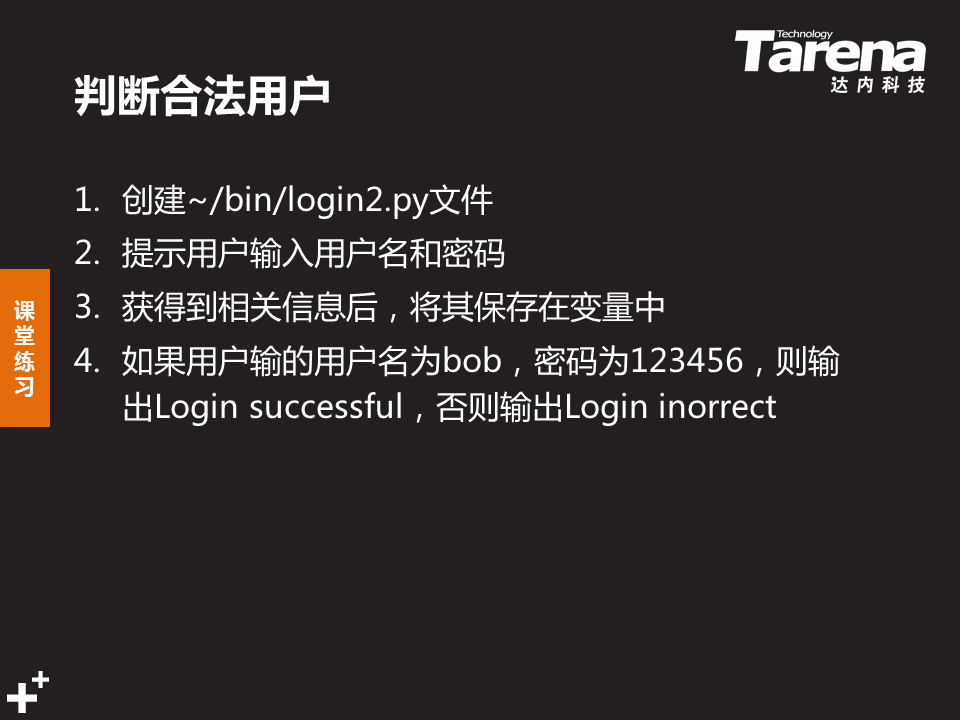 Technology
Tarena
达内科技
判断合法用户
1. 创建~/bin/login2.py文件
2. 提示用户输入用户名和密码
3. 获得到相关信息后，将其保存在变量中
4. 如果用户输的用户名为bob，密码为123456，则输
出Login successful，否则输出Login inorrect
课
堂
练
习